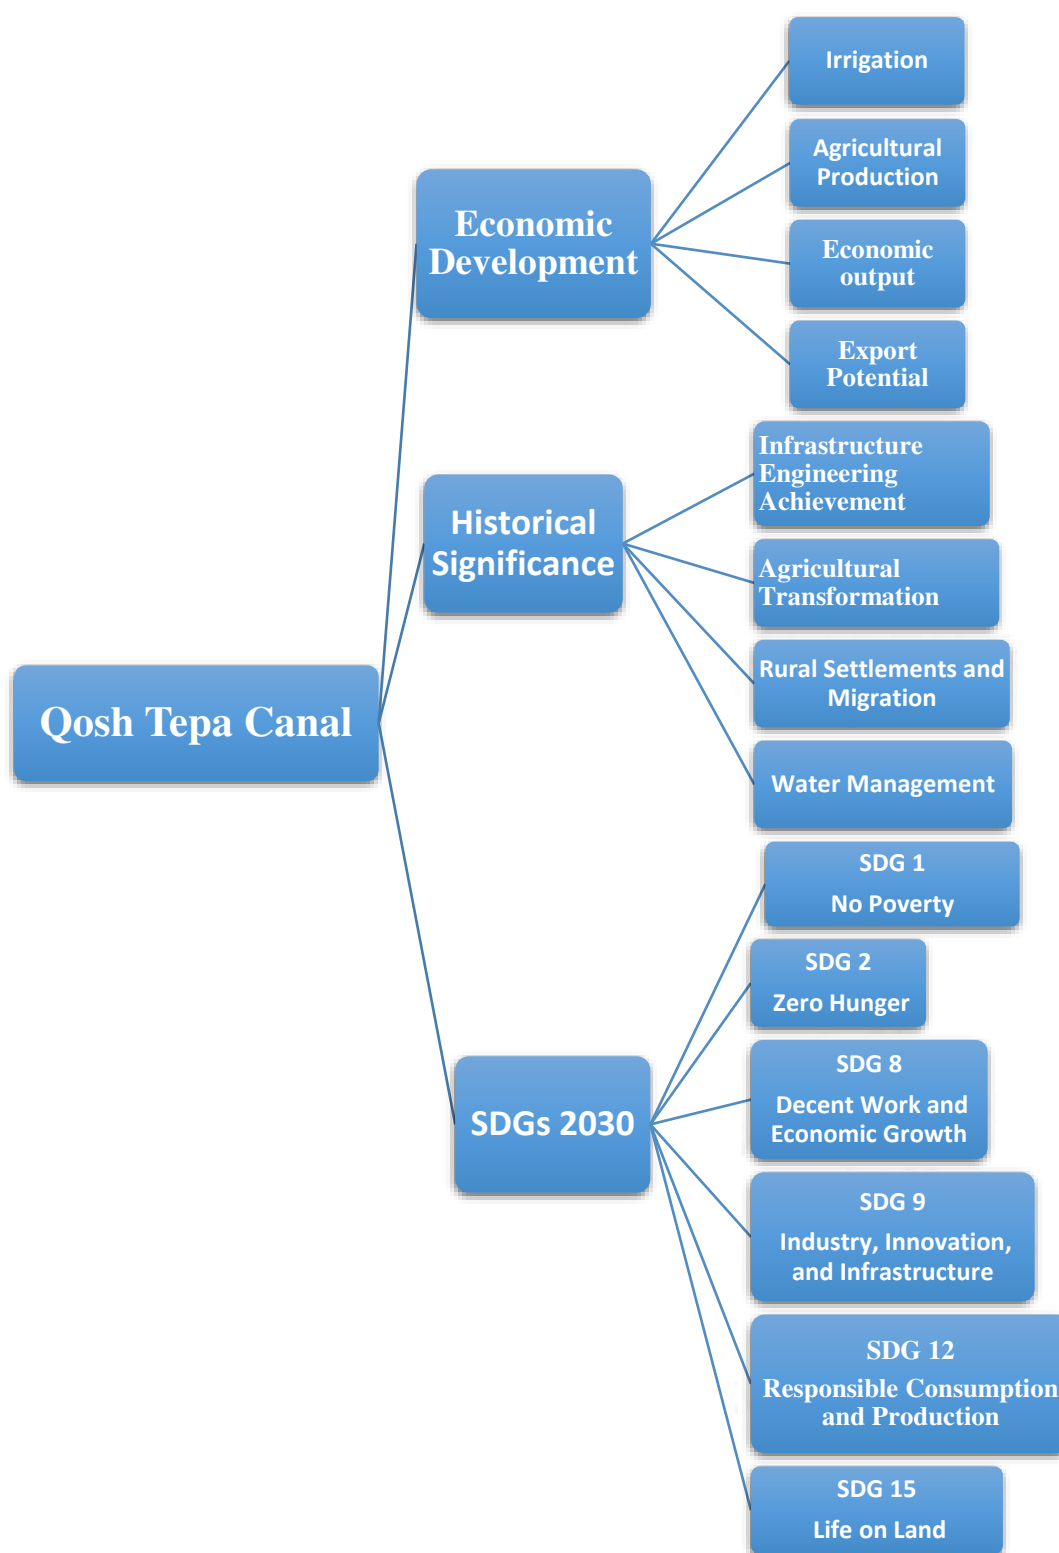 Qosh Tepa Canal
Economic
Development
Irrigation
Agricultural
Production
Economic
output
Export
Potential
Historical
Significance
Infrastructure
Engineering
Achievement
Agricultural
Transformation
Rural Settlements and
Migration
Water Management
SDGs 2030
SDG 1
No Poverty
SDG 2
Zero Hunger
SDG 8
Decent Work and
Economic Growth
SDG 9
Industry, Innovation,
and Infrastructure
SDG 12
Responsible Consumption
and Production
SDG 15
Life on Land